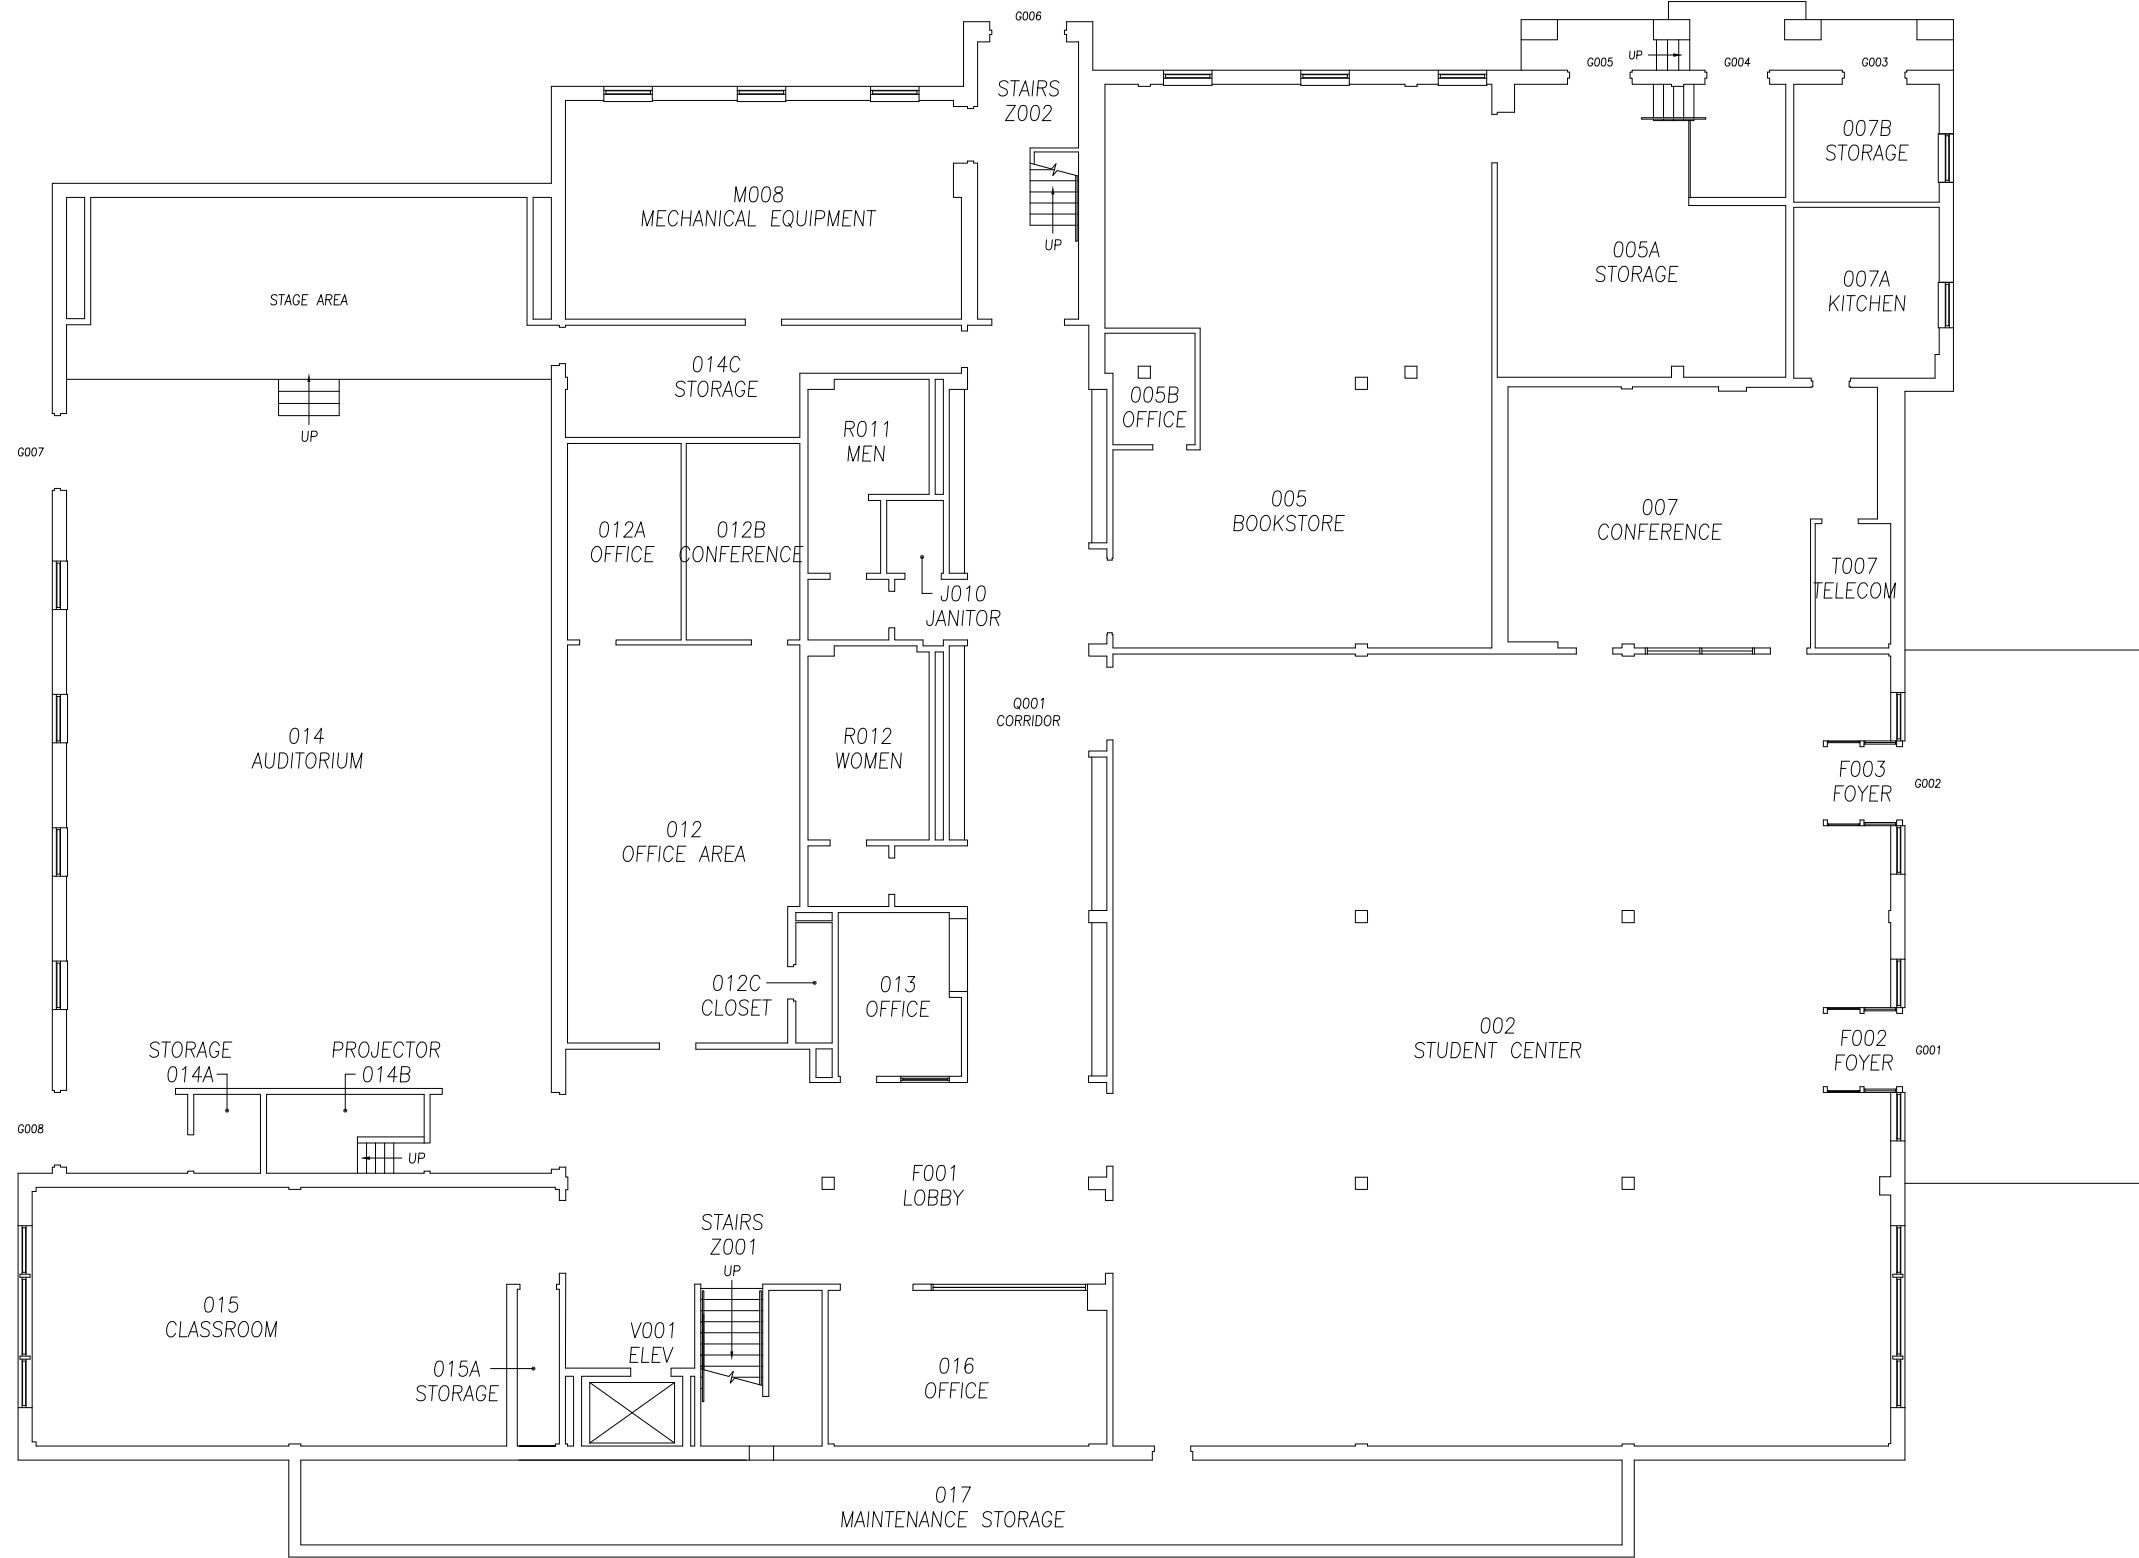 G006
UP
G005
G004
G003
STAIRS
Z002
007B
STORAGE
M008
MECHANICAL EQUIPMENT
UP
005A
STORAGE
007A
KITCHEN
STAGE AREA
014C
STORAGE
005B
OFFICE
UP
R011
MEN
G007
005
BOOKSTORE
007
CONFERENCE
012A
OFFICE
012B
CONFERENCE
T007
TELECOM
J010
JANITOR
Q001
CORRIDOR
014
AUDITORIUM
R012
WOMEN
F003
FOYER
G002
012
OFFICE AREA
012C
CLOSET
013
OFFICE
002
STUDENT CENTER
F002
FOYER
G001
STORAGE
014A
PROJECTOR
014B
G008
UP
F001
LOBBY
STAIRS
Z001
UP
015
CLASSROOM
V001
ELEV
015A
STORAGE
016
OFFICE
017
MAINTENANCE STORAGE